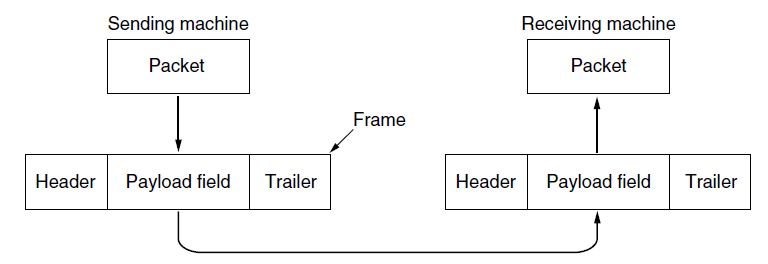 Sending machine
Receiving machine
Packet
Packet
Frame
Header
Payload field
Trailer
Header
Payload field
Trailer